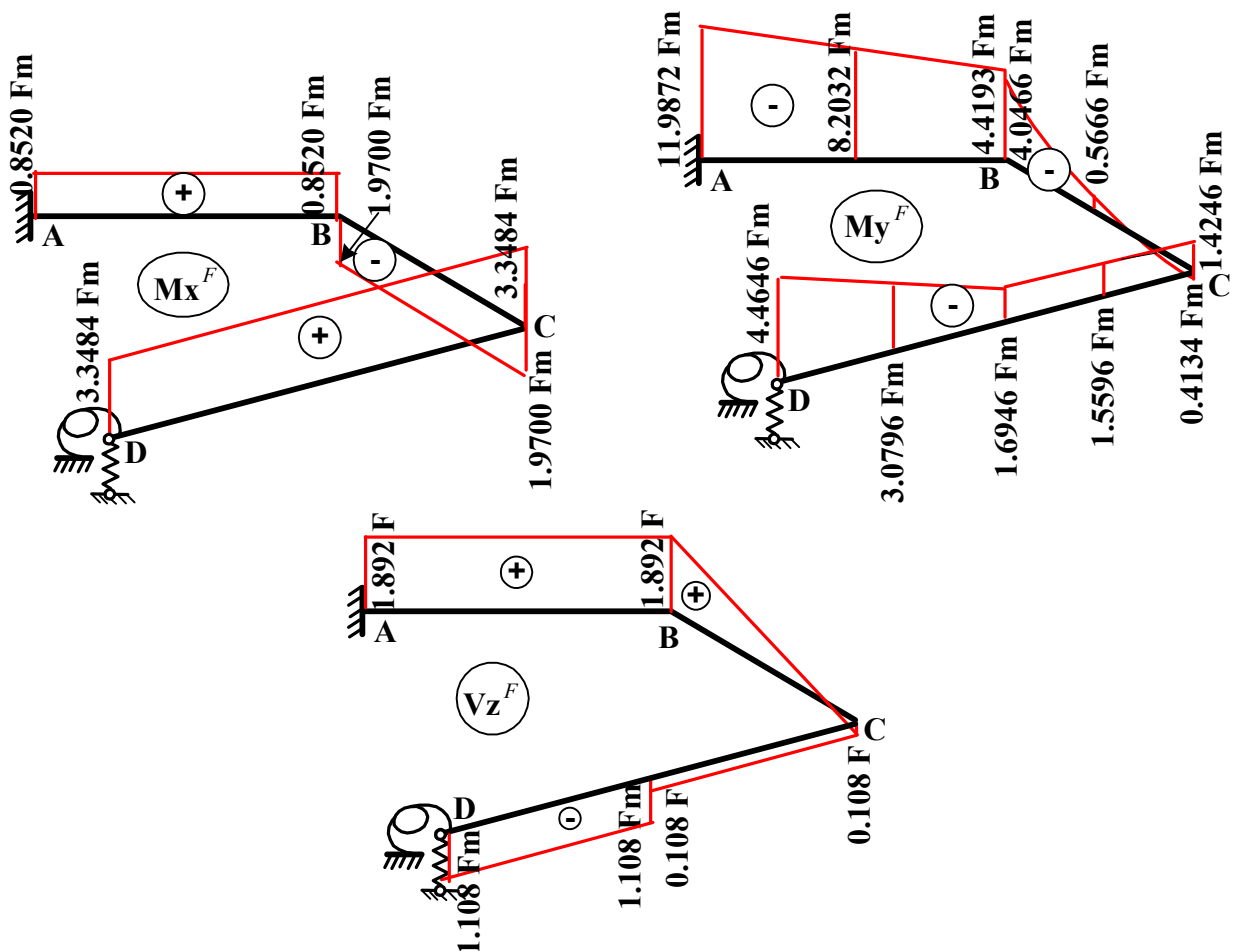 0.8520 Fm
0.8520 Fm
1.9700 Fm
+
A
B
-
Mx^F
3.3484 Fm
3.3484 Fm
+
C
D
1.9700 Fm
11.9872 Fm
8.2032 Fm
4.4193 Fm
4.0466 Fm
0.5666 Fm
-
A
B
-
My^F
1.4246 Fm
4.4646 Fm
-
C
D
3.0796 Fm
1.6946 Fm
1.5596 Fm
0.4134 Fm
1.892 F
1.892 F
+
+
A
B
Vz^F
C
D
-
1.108 Fm
1.108 Fm
0.108 F
0.108 F